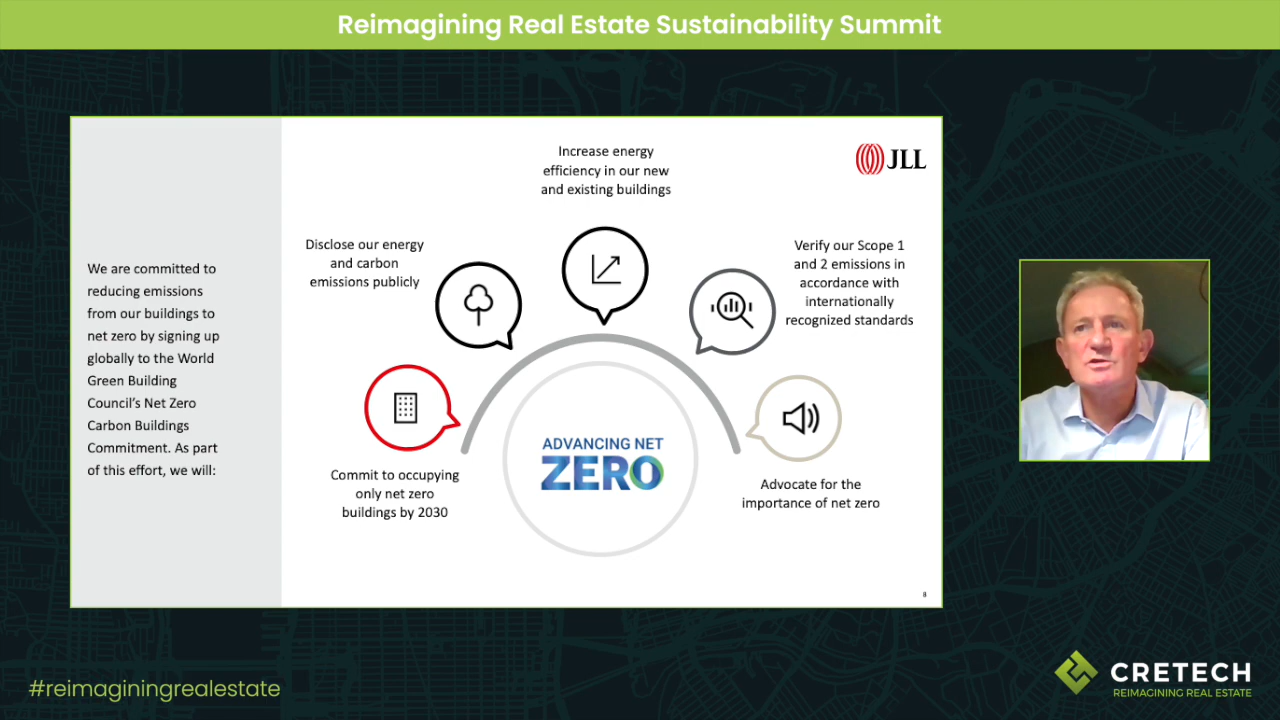 Reimagining Real Estate Sustainability Summit
We are committed to
reducing emissions
from our buildings to
net zero by signing up
globally to the World
Green Building
Council's Net Zero
Carbon Buildings
Commitment. As part
of this effort, we will:
JLL
Increase energy
efficiency in our new
and existing buildings
Disclose our energy
and carbon
emissions publicly
Verify our Scope 1
and 2 emissions in
accordance with
internationally
recognized standards
ADVANCING NET
ZERO
Commit to occupying
only net zero
buildings by 2030
Advocate for the
importance of net zero
8
#reimaginingrealestate
CRETECH
REIMAGINING REAL ESTATE